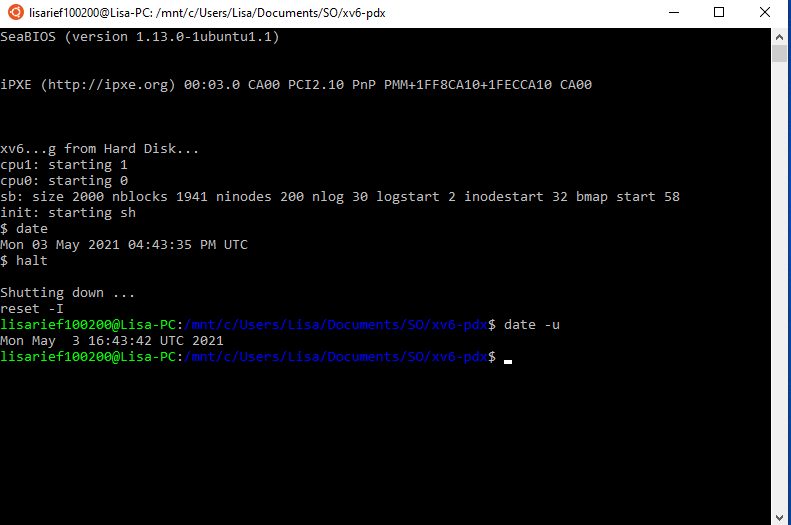 lisarief100200@Lisa-PC: /mnt/c/Users/Lisa/Documents/SO/xv6-pdx
SeaBIOS (version 1.13.0-1ubuntu1.1)
iPXE (http://ipxe.org) 00:03.0 CA00 PCI2.10 PnP PMM+1FF8CA10+1FECCA10 CA00
xv6...g from Hard Disk...
cpu1: starting 1
cpu0: starting 0
sb: size 2000 nblocks 1941 ninodes 200 nlog 30 logstart 2 inodestart 32 bmap start 58
init: starting sh
$ date
Mon 03 May 2021 04:43:35 PM UTC
$ halt
Shutting down ...
reset -I
lisarief100200@Lisa-PC:/mnt/c/Users/Lisa/Documents/SO/xv6-pdx$ date -u
Mon May  3 16:43:42 UTC 2021
lisarief100200@Lisa-PC:/mnt/c/Users/Lisa/Documents/SO/xv6-pdx$